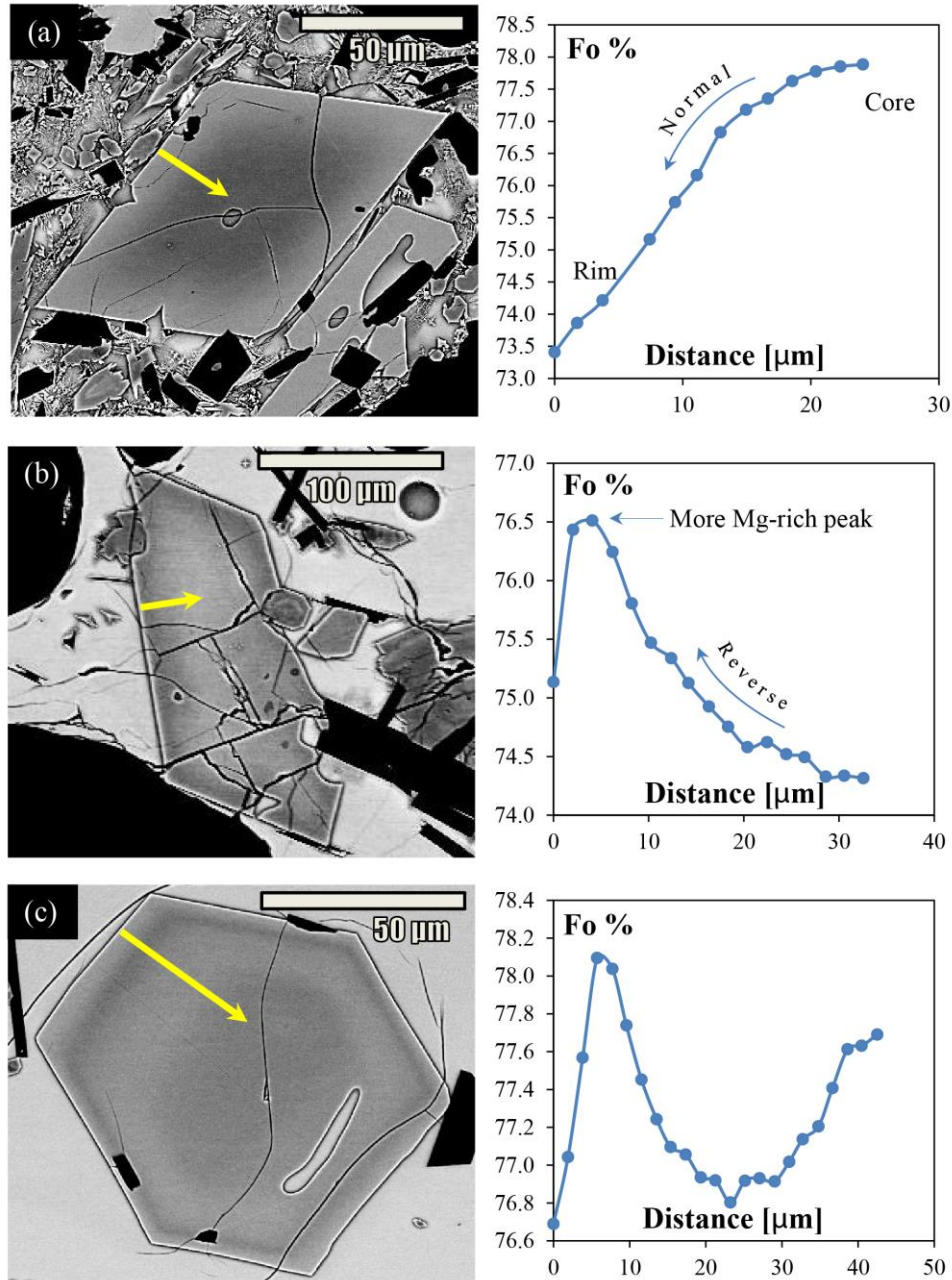 (a)
50 µm
Fo %
78.5
78.0
77.5
77.0
76.5
76.0
75.5
75.0
74.5
74.0
73.5
73.0
Normal
Core
Rim
Distance [µm]
0
10
20
30
(b)
100 µm
Fo %
77.0
76.5
76.0
75.5
75.0
74.5
74.0
More Mg-rich peak
Reverse
Distance [µm]
0
10
20
30
40
(c)
50 µm
Fo %
78.4
78.2
78.0
77.8
77.6
77.4
77.2
77.0
76.8
76.6
Distance [µm]
0
10
20
30
40
50